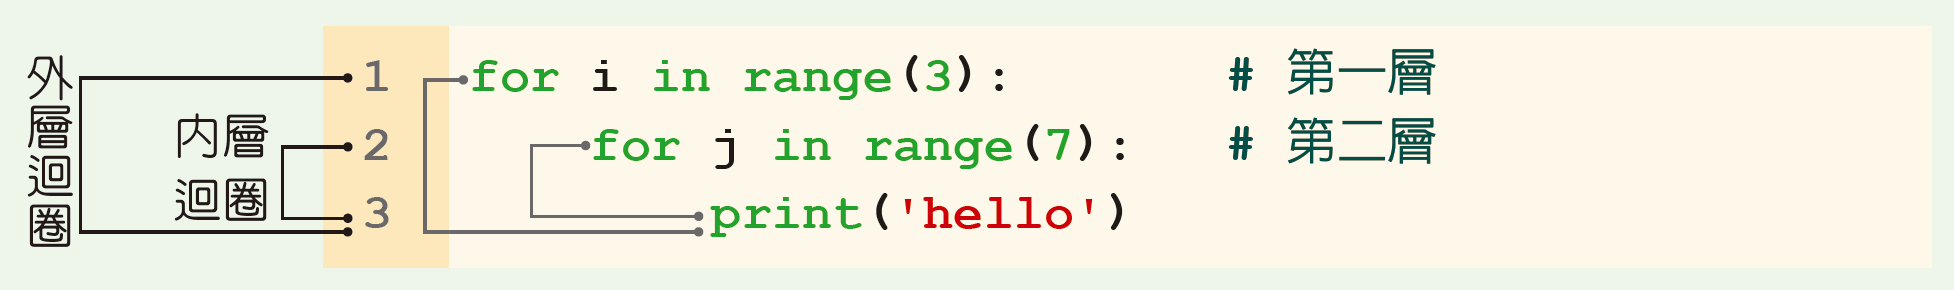 外層迴圈
內層
迴圈
1 for i in range(3): # 第一層
2 for j in range(7): # 第二層
3 print('hello')